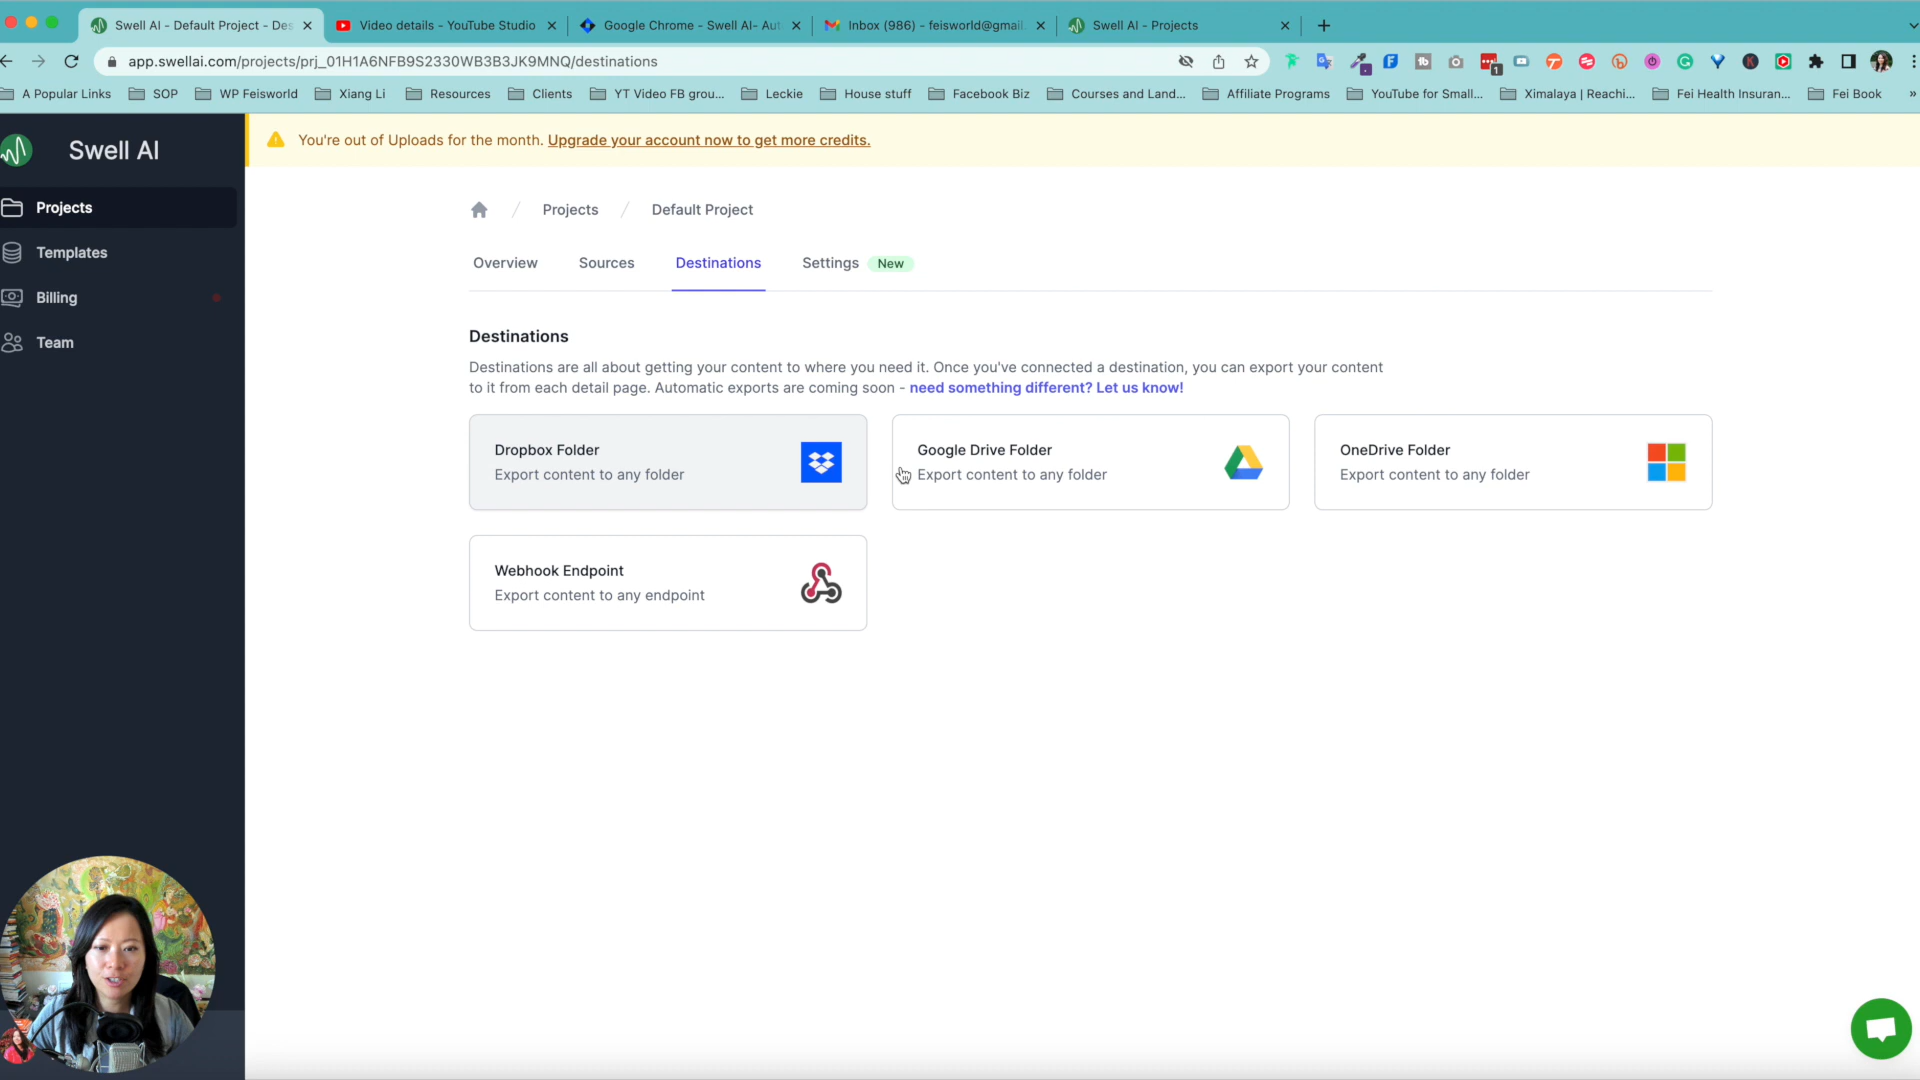 Swell AI - Default Project - Des
Video details - YouTube Studio
Google Chrome - Swell AI- Aut
Inbox (986) - feisworld@gmail.
Swell AI - Projects
app.swellai.com/projects/prj_01H1A6NFB9S2330WB3B3JK9MNQ/destinations
A Popular Links
SOP
WP Feisworld
Xiang Li
Resources
Clients
YT Video FB grou...
Leckie
House stuff
Facebook Biz
Courses and Land...
Affiliate Programs
YouTube for Small...
Ximalaya | Reachi...
Fei Health Insuran...
Fei Book
Swell AI
Projects
Templates
Billing
Team
You're out of Uploads for the month. Upgrade your account now to get more credits.
Projects / Default Project
Overview
Sources
Destinations
Settings New
Destinations
Destinations are all about getting your content to where you need it. Once you've connected a destination, you can export your content
to it from each detail page. Automatic exports are coming soon - need something different? Let us know!
Dropbox Folder
Export content to any folder
Google Drive Folder
Export content to any folder
OneDrive Folder
Export content to any folder
Webhook Endpoint
Export content to any endpoint